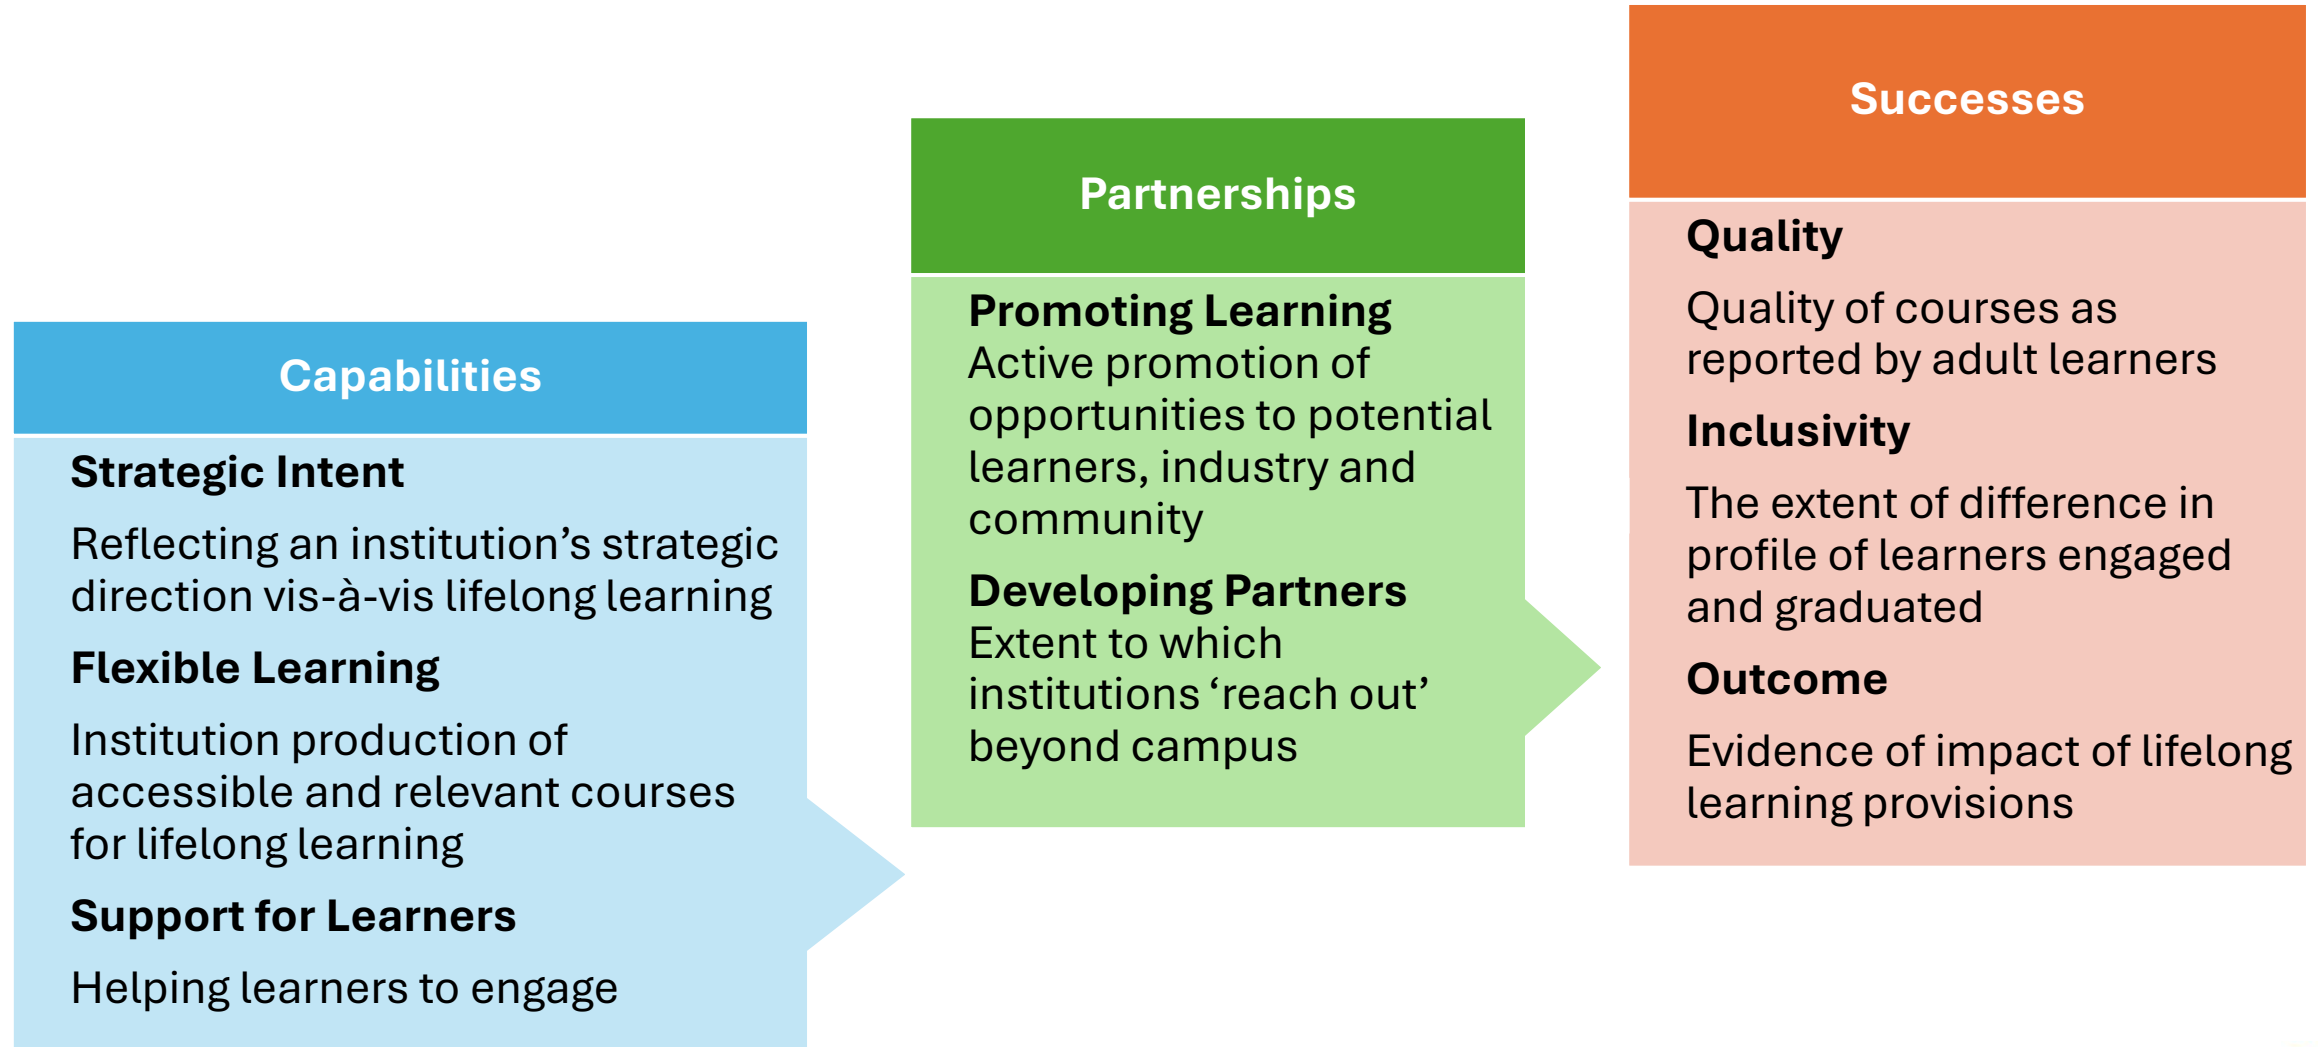 Capabilities
Strategic Intent
Reflecting an institution’s strategic
direction vis-à-vis lifelong learning
Flexible Learning
Institution production of
accessible and relevant courses
for lifelong learning
Support for Learners
Helping learners to engage
Partnerships
Promoting Learning
Active promotion of
opportunities to potential
learners, industry and
community
Developing Partners
Extent to which
institutions ‘reach out’
beyond campus
Successes
Quality
Quality of courses as
reported by adult learners
Inclusivity
The extent of difference in
profile of learners engaged
and graduated
Outcome
Evidence of impact of lifelong
learning provisions